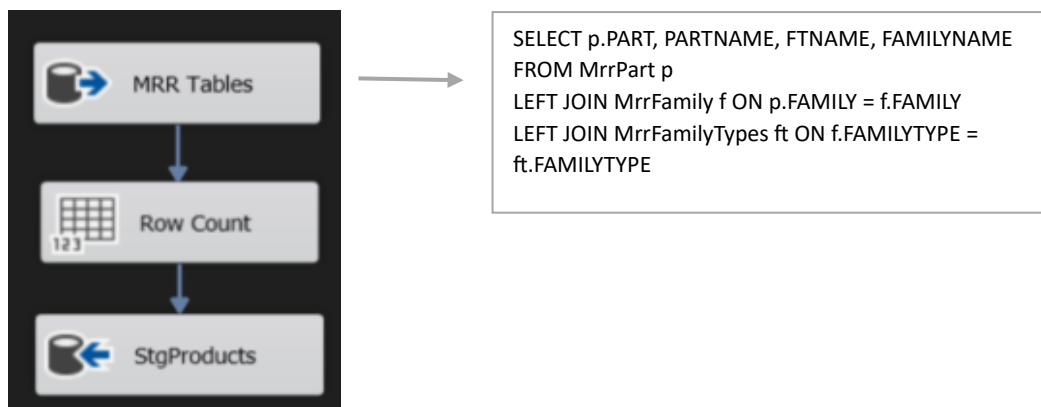 MRR Tables
123
Row Count
StgProducts
SELECT p.PART, PARTNAME, FTNAME, FAMILYNAME
FROM MrrPart p
LEFT JOIN MrrFamily f ON p.FAMILY = f.FAMILY
LEFT JOIN MrrFamilyTypes ft ON f.FAMILYTYPE =
ft.FAMILYTYPE